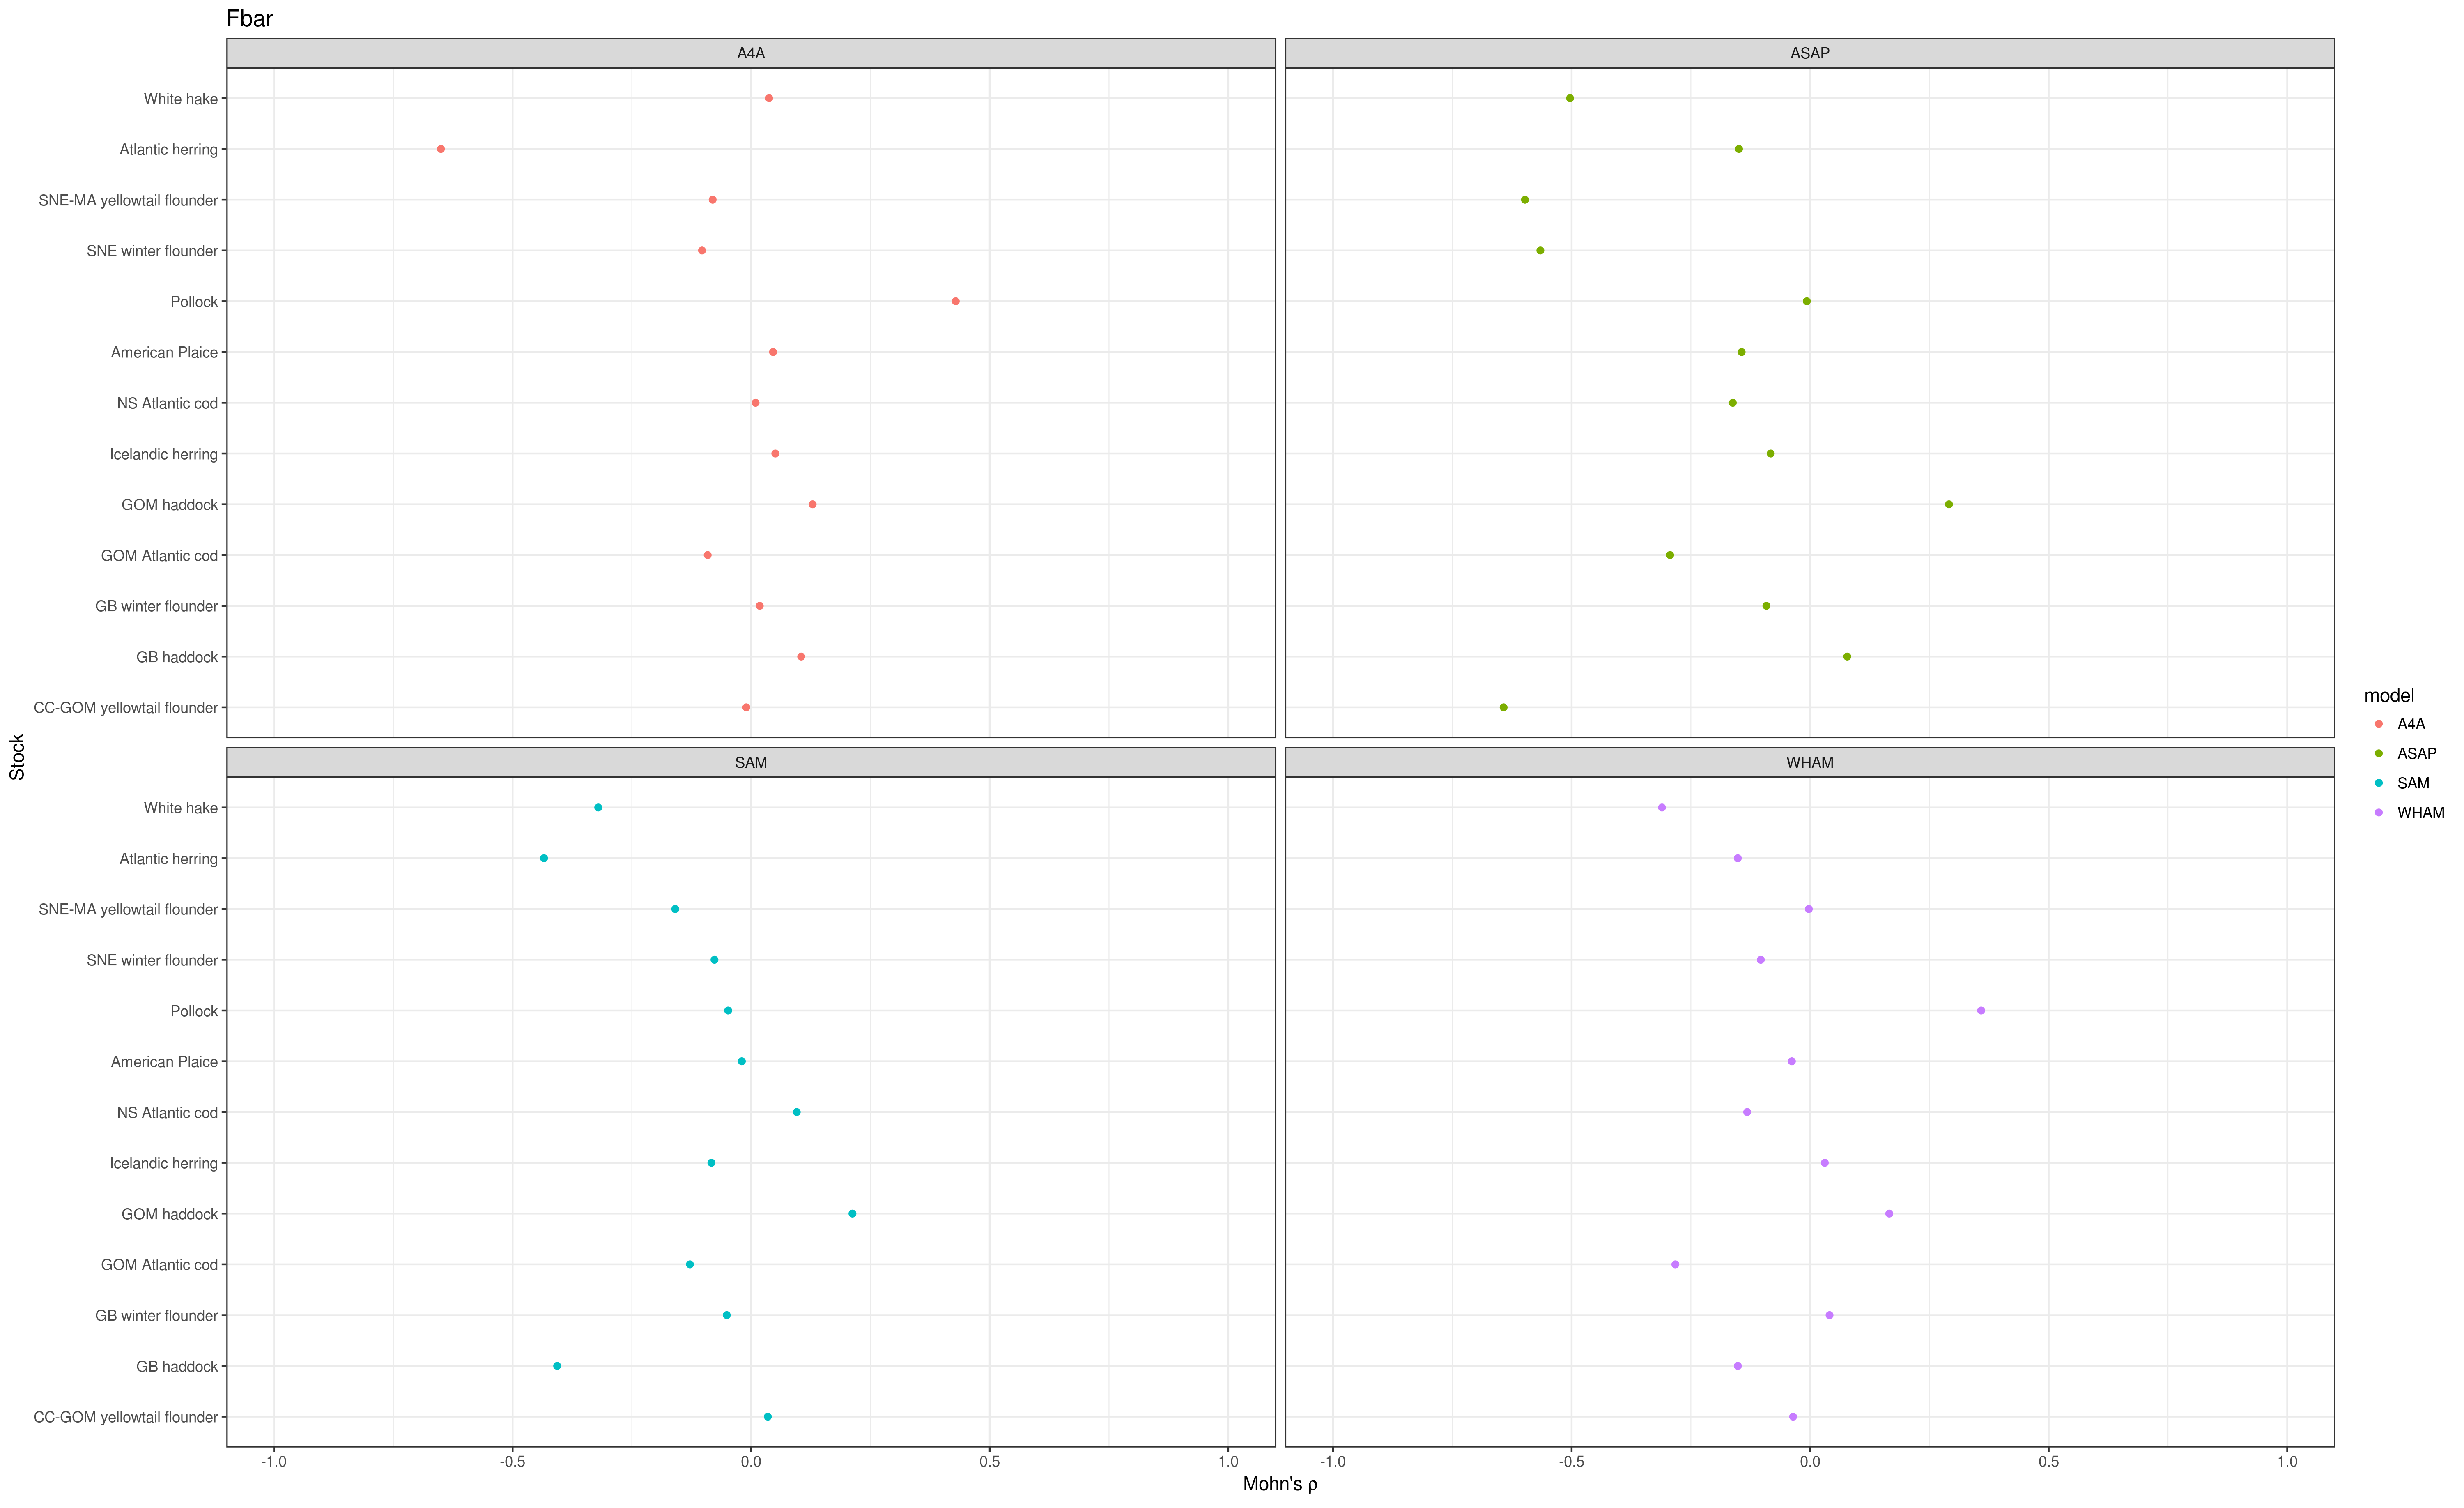 Fbar
A4A
ASAP
White hake
Atlantic herring
SNE-MA yellowtail flounder
SNE winter flounder
Pollock
American Plaice
NS Atlantic cod
Icelandic herring
GOM haddock
GOM Atlantic cod
GB winter flounder
GB haddock
CC-GOM yellowtail flounder
SAM
WHAM
White hake
Atlantic herring
SNE-MA yellowtail flounder
SNE winter flounder
Pollock
American Plaice
NS Atlantic cod
Icelandic herring
GOM haddock
GOM Atlantic cod
GB winter flounder
GB haddock
CC-GOM yellowtail flounder
-1.0 -0.5 0.0 0.5 1.0
-1.0 -0.5 0.0 0.5 1.0
Mohn's ρ
Stock
model
A4A
ASAP
SAM
WHAM